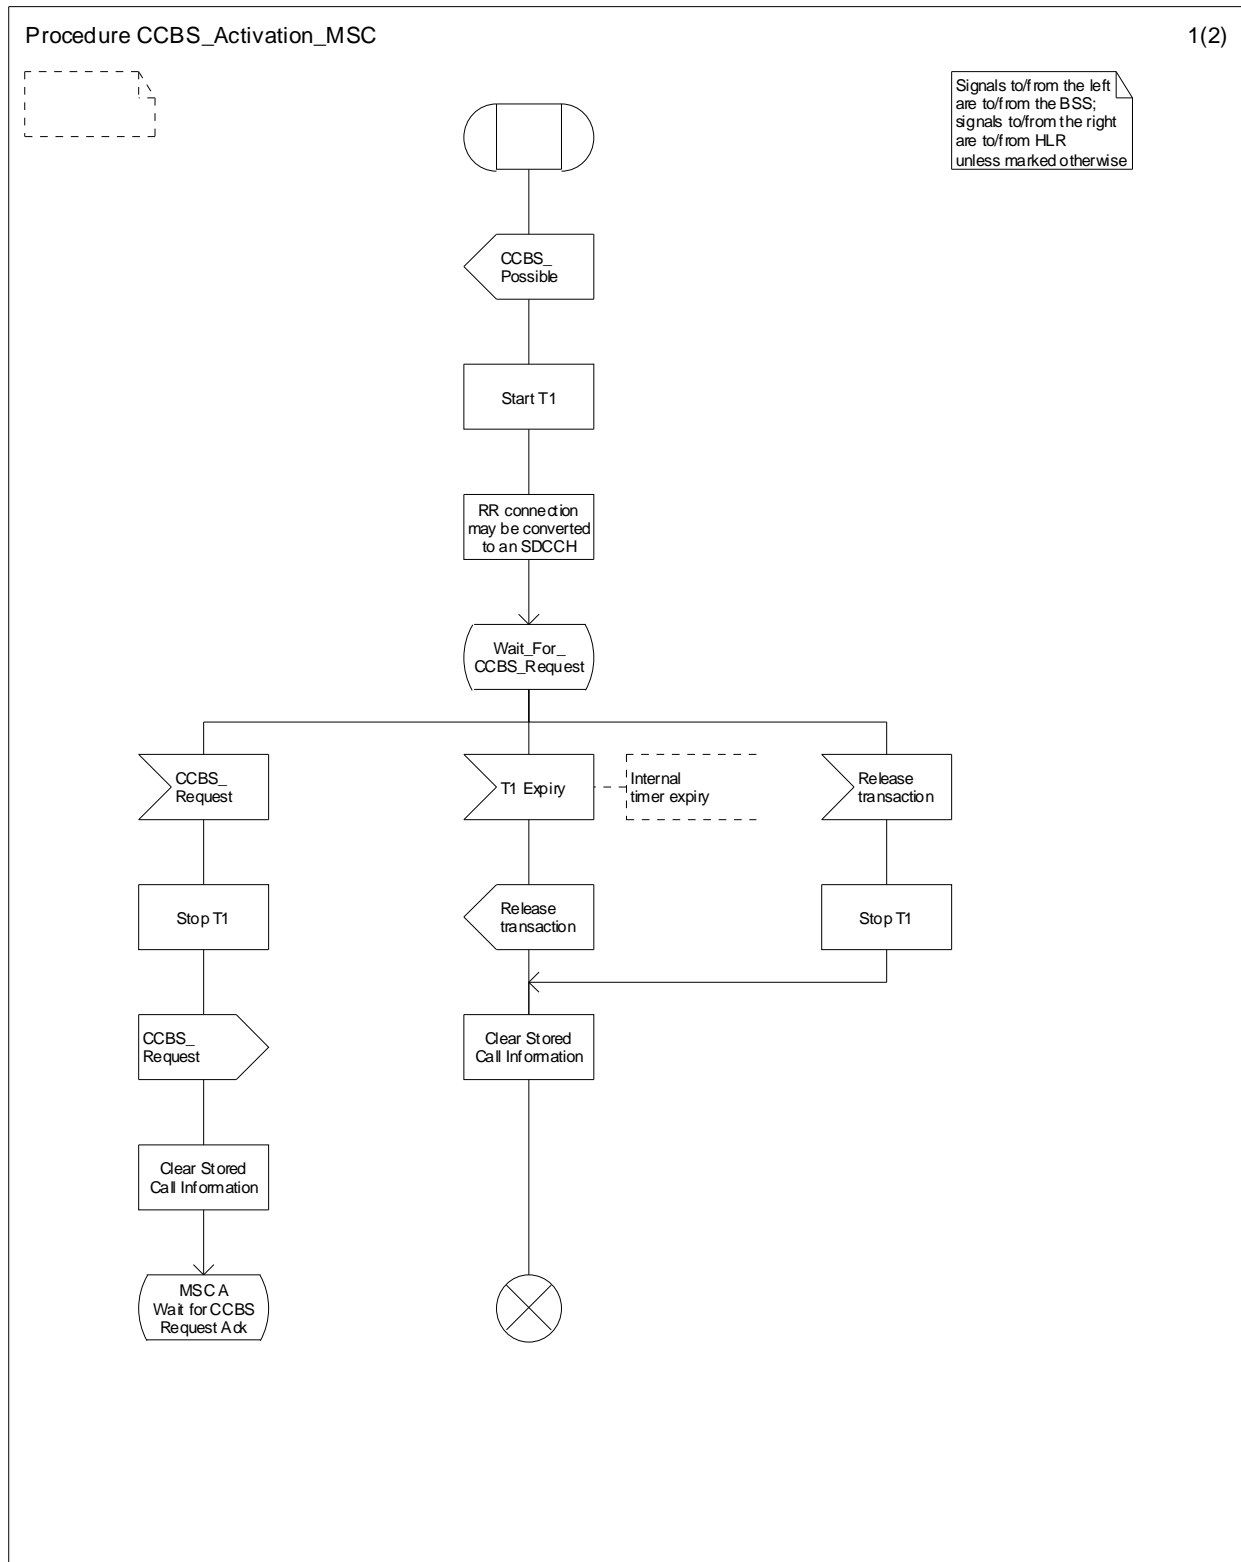 Procedure CCBS_Activation_MSC
1(2)
Signals to/from the left
are to/from the BSS;
signals to/from the right
are to/from HLR
unless marked otherwise
CCBS_
Possible
Start T1
RR connection
may be converted
to an SDCCH
Wait_For_
CCBS_Request
CCBS_
Request
T1 Expiry
Internal
timer expiry
Release
transaction
Stop T1
Release
transaction
Stop T1
CCBS_
Request
Clear Stored
Call Information
Clear Stored
Call Information
MSC A
Wait for CCBS
Request Ack